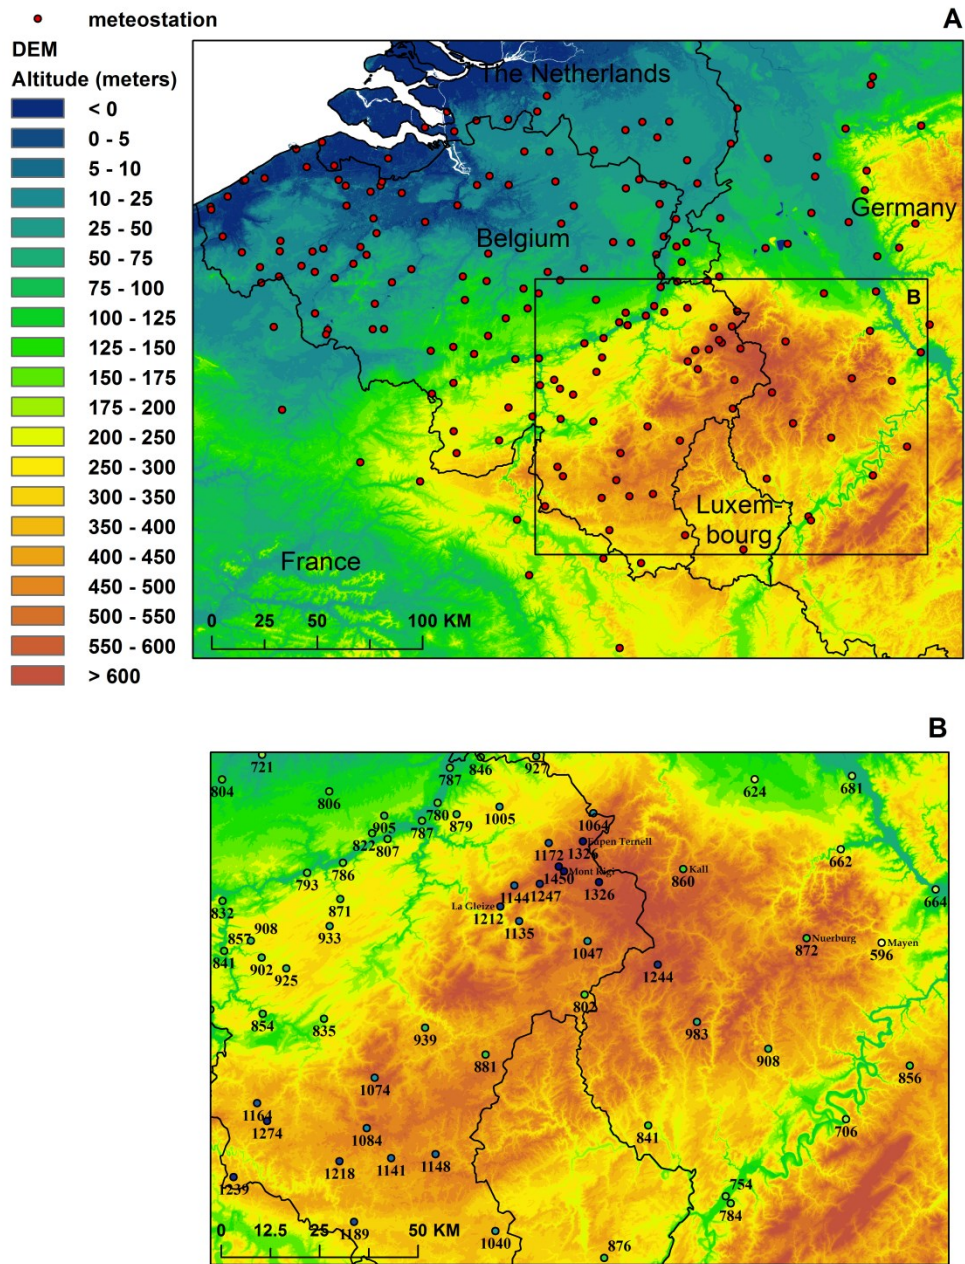 meteostation
A
DEM
Altitude (meters)
< 0
0 - 5
5 - 10
10 - 25
25 - 50
50 - 75
75 - 100
100 - 125
125 - 150
150 - 175
175 - 200
200 - 250
250 - 300
300 - 350
350 - 400
400 - 450
450 - 500
500 - 550
550 - 600
> 600
The Netherlands
Germany
Belgium
B
Luxem-
bourg
France
0 25 50 100 KM
B
721
846
927
787
804
624
681
806
780
1005
905
787
879
1064
822
807
1326 Eupen Ternell
1172
662
786
793
1450 Mont Rigi
Kall
860
1144
1247
1326
664
832
871
La Gleize
1212
908
933
1135
857
872 Nuerburg
Mayen
596
841
902
1047
925
1244
802
854
835
939
983
881
908
856
1074
1164
1274
706
1084
841
1218
1141
1148
1239
754
784
1189
1040
876
0 12.5 25 50 KM